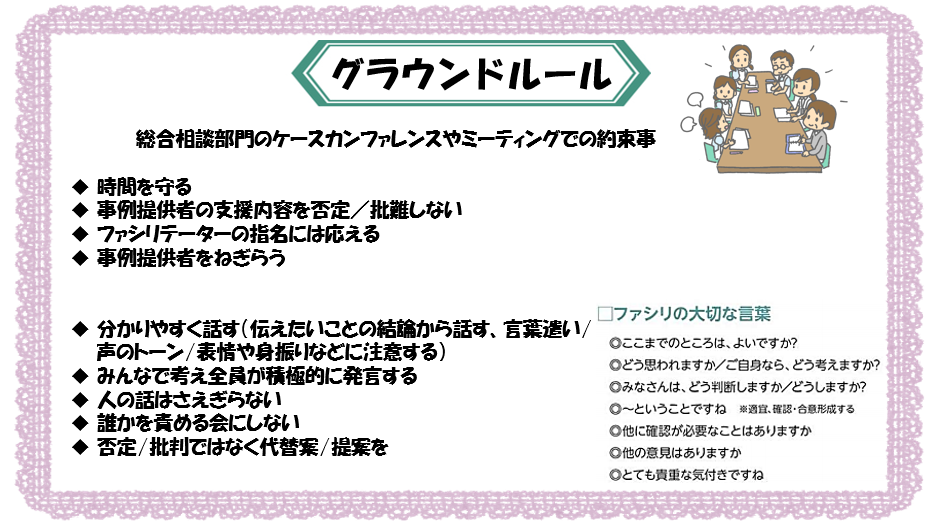 グラウンドルール
総合相談部門のケースカンファレンスやミーティングでの約束事
◆ 時間を守る
◆ 事例提供者の支援内容を否定／批難しない
◆ ファシリテーターの指名には応える
◆ 事例提供者をねぎらう
◆ 分かりやすく話す（伝えたいことの結論から話す、言葉遣い/
声のトーン/表情や身振りなどに注意する）
◆ みんなで考え全員が積極的に発言する
◆ 人の話はさえぎらない
◆ 誰かを責める会にしない
◆ 否定/批判ではなく代替案/提案を
□ファシリの大切な言葉
◎ここまでのところは、よいですか?
◎どう思われますか／ご自身なら、どう考えますか?
◎みなさんは、どう判断しますか／どうしますか?
◎～ということですね　※適宜、確認・合意形成する
◎他に確認が必要なことはありますか
◎他の意見はありますか
◎とても貴重な気付きですね